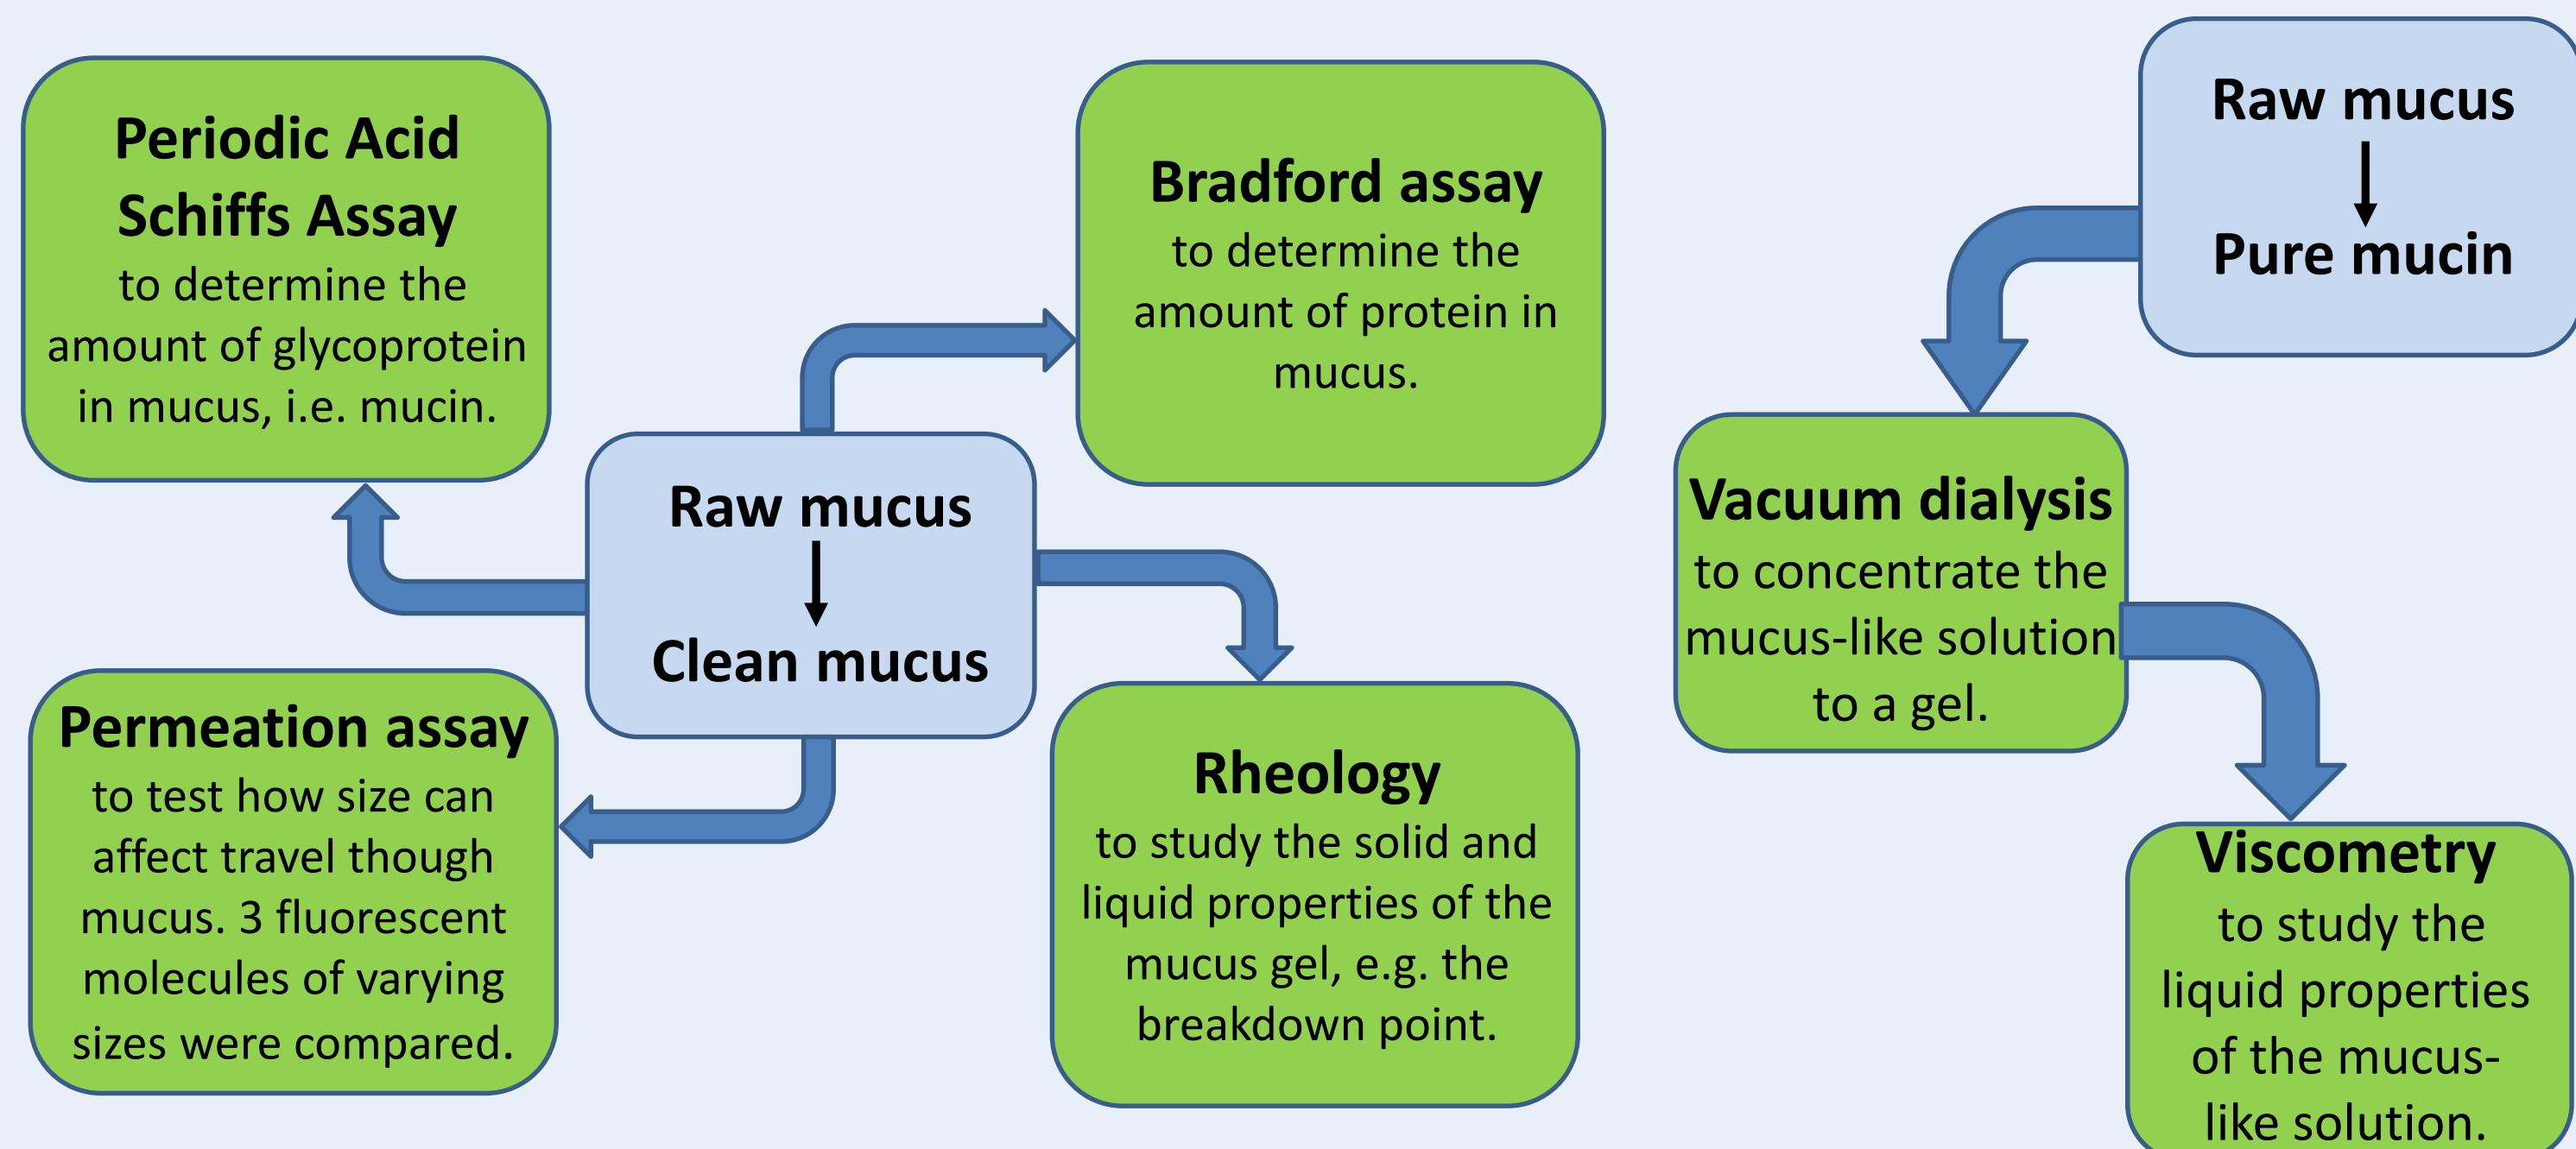 Periodic Acid
Schiffs Assay
to determine the
amount of glycoprotein
in mucus, i.e. mucin.
Bradford assay
to determine the
amount of protein in
mucus.
Raw mucus
Clean mucus
Permeation assay
to test how size can
affect travel though
mucus. 3 fluorescent
molecules of varying
sizes were compared.
Rheology
to study the solid and
liquid properties of the
mucus gel, e.g. the
breakdown point.
Raw mucus
Pure mucin
Vacuum dialysis
to concentrate the
mucus-like solution
to a gel.
Viscometry
to study the
liquid properties
of the mucus-
like solution.